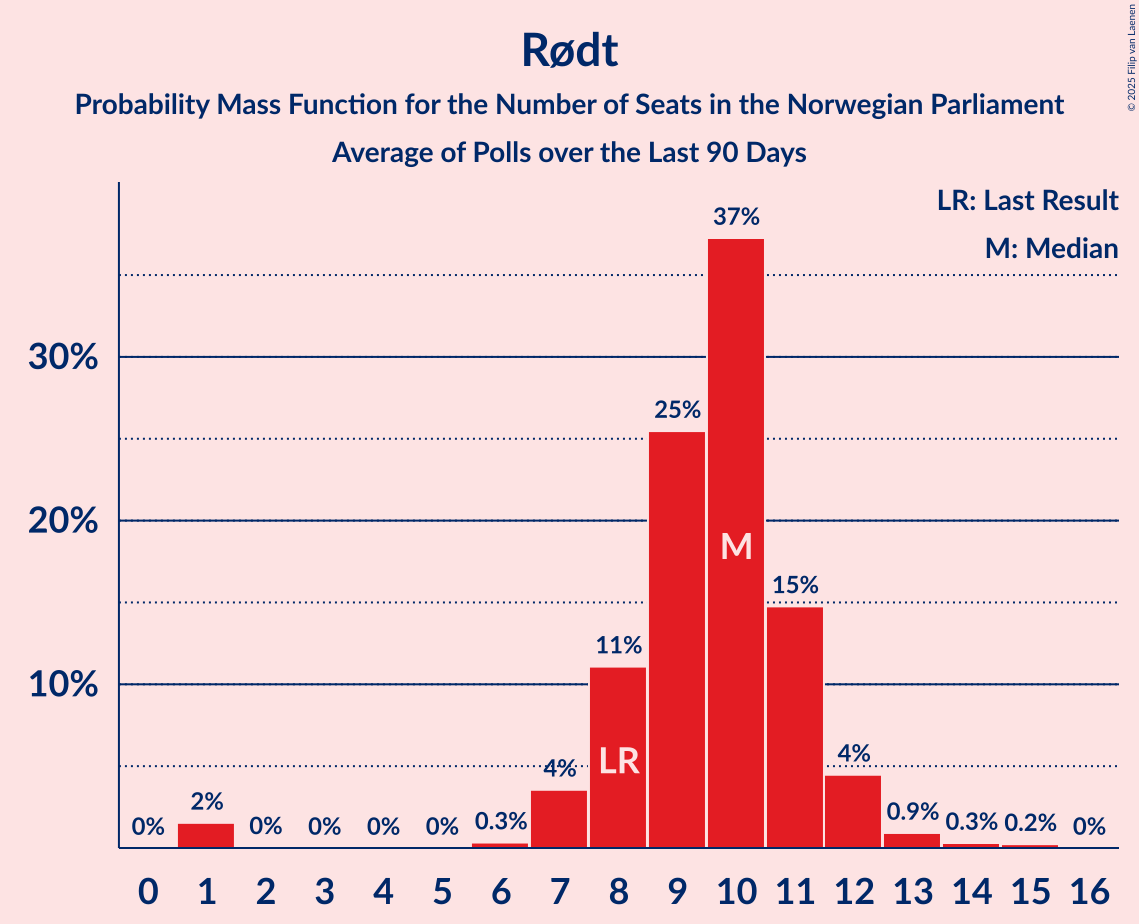 Rødt
Probability Mass Function for the Number of Seats in the Norwegian Parliament
Average of Polls over the Last 90 Days
© 2025 Filip van Laenen
LR: Last Result
M: Median
30%
20%
10%
0% 2% 0% 0% 0% 0% 0.3% 4% 11% 25% 37% 15% 4% 0.9% 0.3% 0.2% 0%
LR
M
0 1 2 3 4 5 6 7 8 9 10 11 12 13 14 15 16